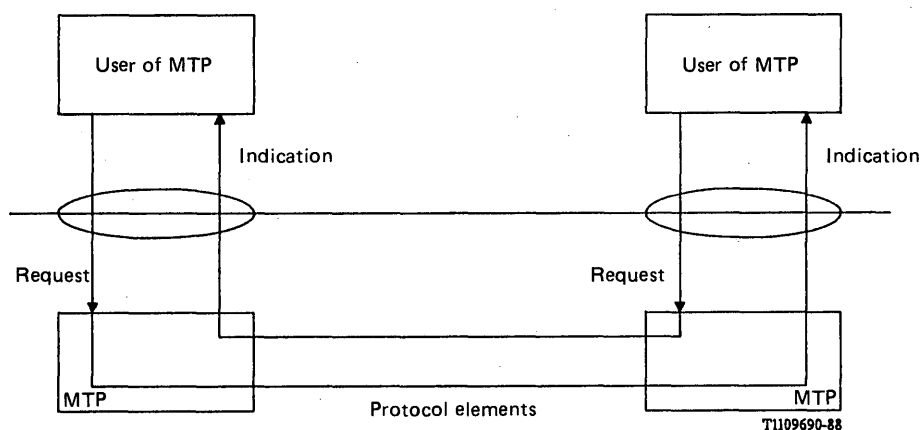 User of MTP
User of MTP
Indication
Indication
Request
Request
MTP
MTP
Protocol elements
T1109690-88